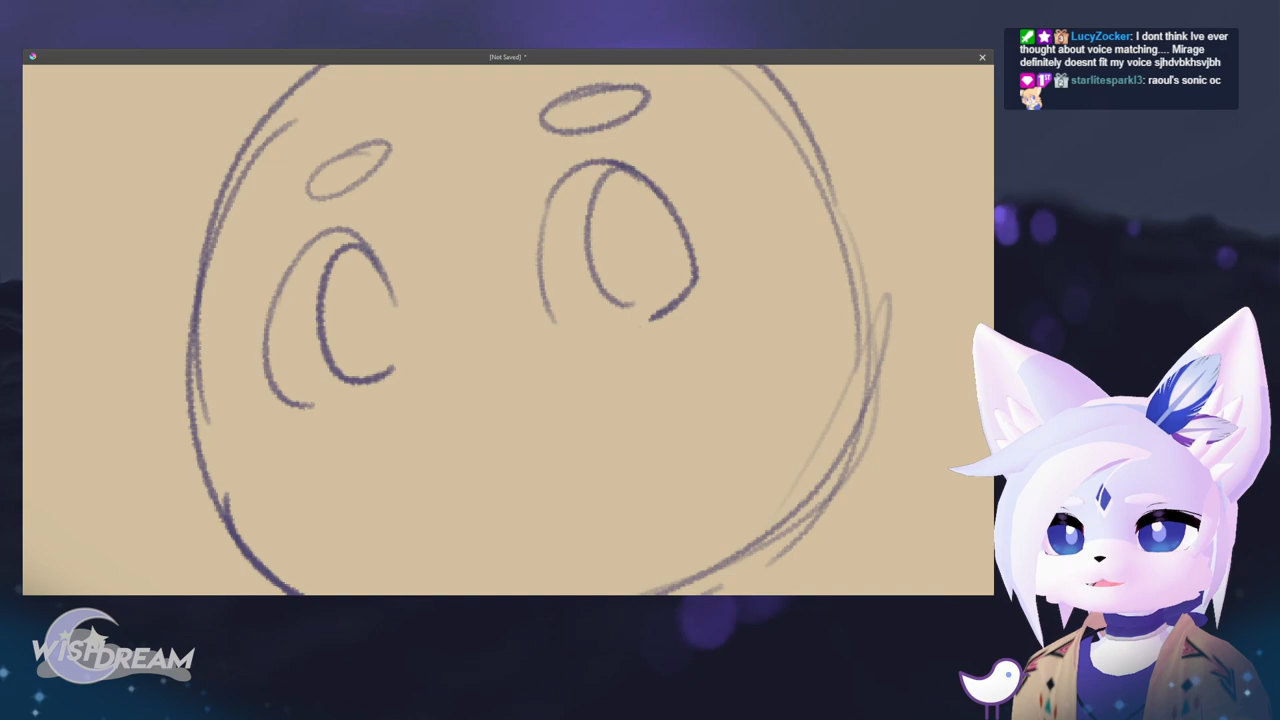 [Not Saved] *
LucyZocker: I dont think Ive ever
thought about voice matching.... Mirage
definitely doesnt fit my voice sjhdvbkhsvjbh
starlitesparkl3: raoul's sonic oc
WISHDREAM